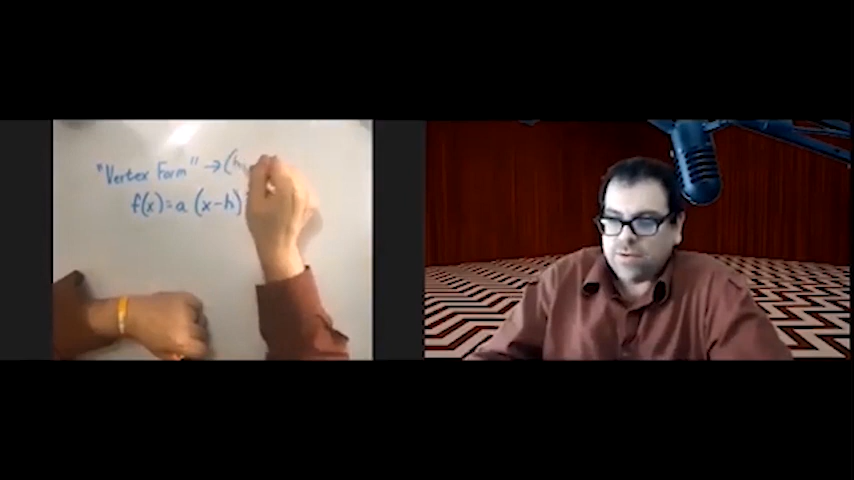 "Vertex Form" → (h,
f(x)=a (x-h)